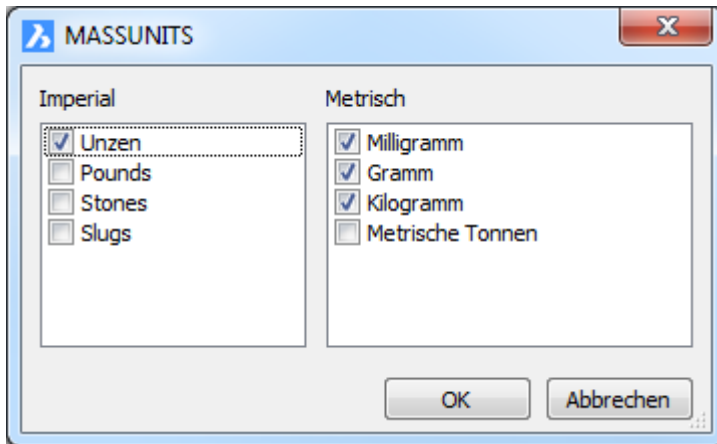 MASSUNITS
Imperial
Metrisch
Unzen
Pounds
Stones
Slugs
Milligramm
Gramm
Kilogramm
Metrische Tonnen
OK
Abbrechen